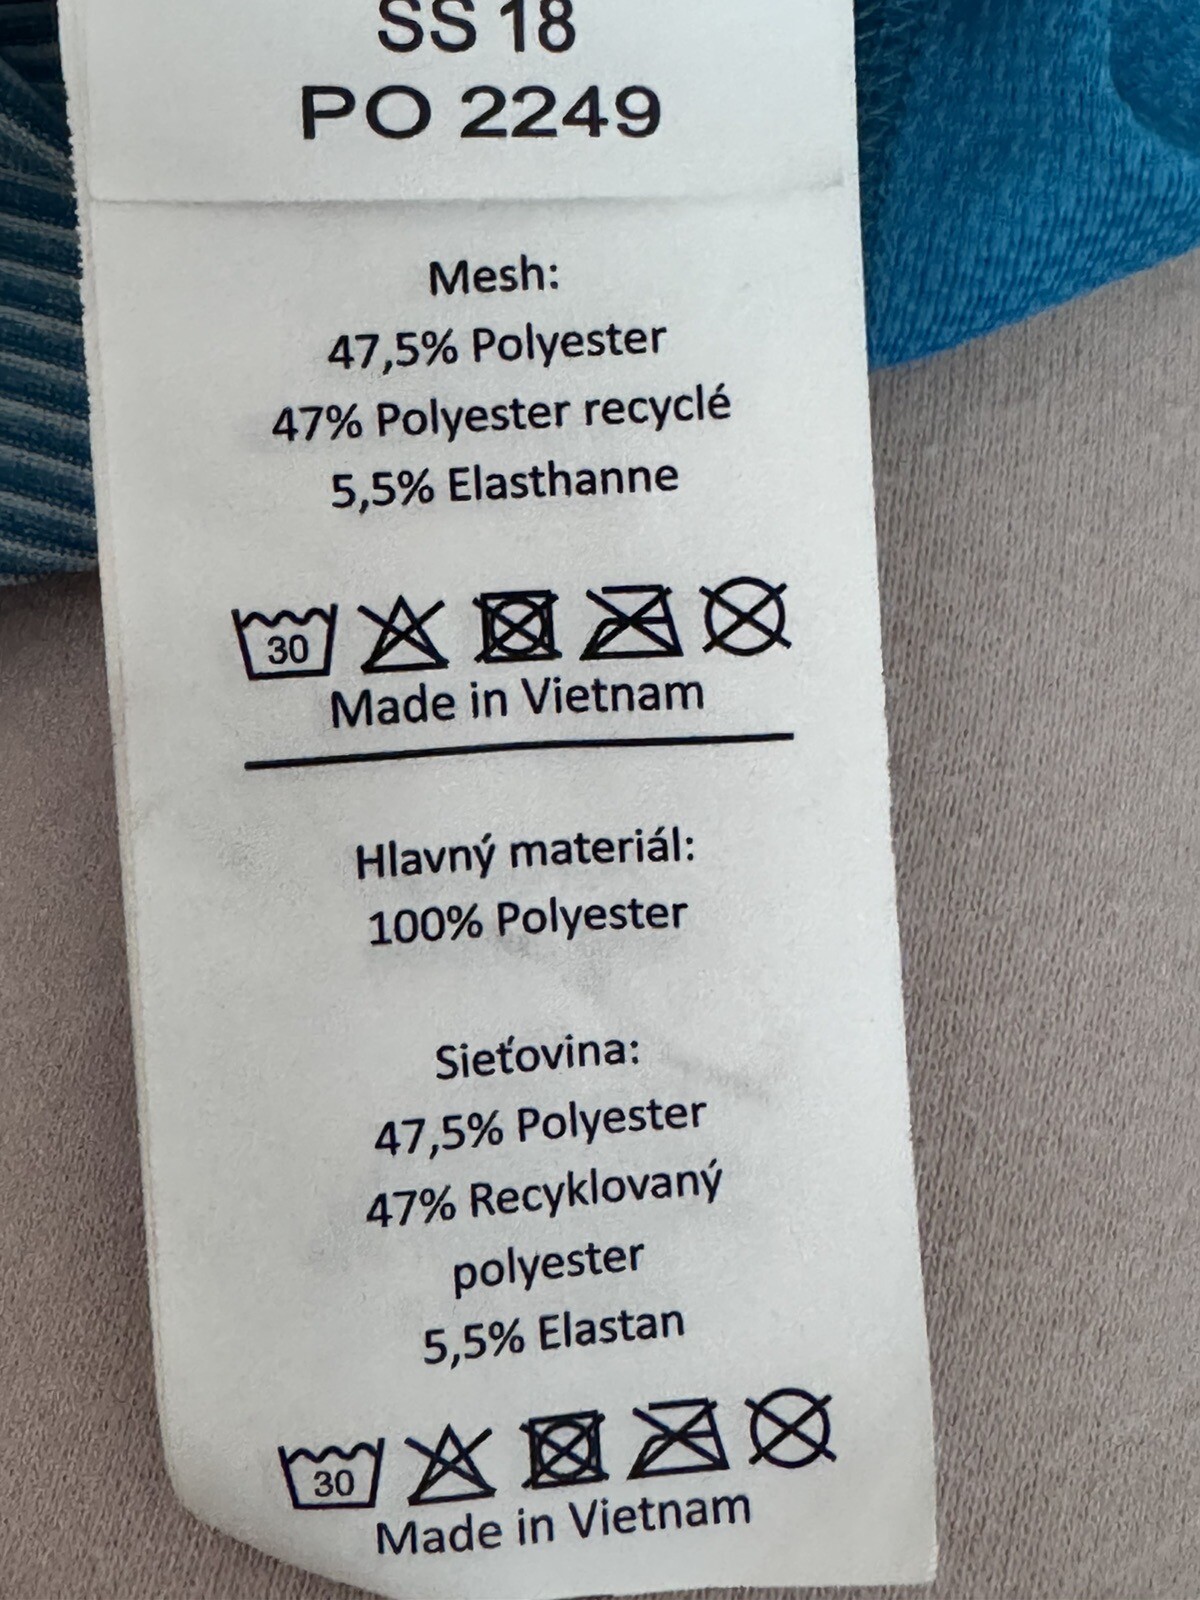 SS 18
PO 2249
Mesh:
47,5% Polyester
47% Polyester recyclé
5,5% Elasthanne
30
Made in Vietnam
Hlavný materiál:
100% Polyester
Sieťovina:
47,5% Polyester
47% Recyklovaný
polyester
5,5% Elastan
30
Made in Vietnam